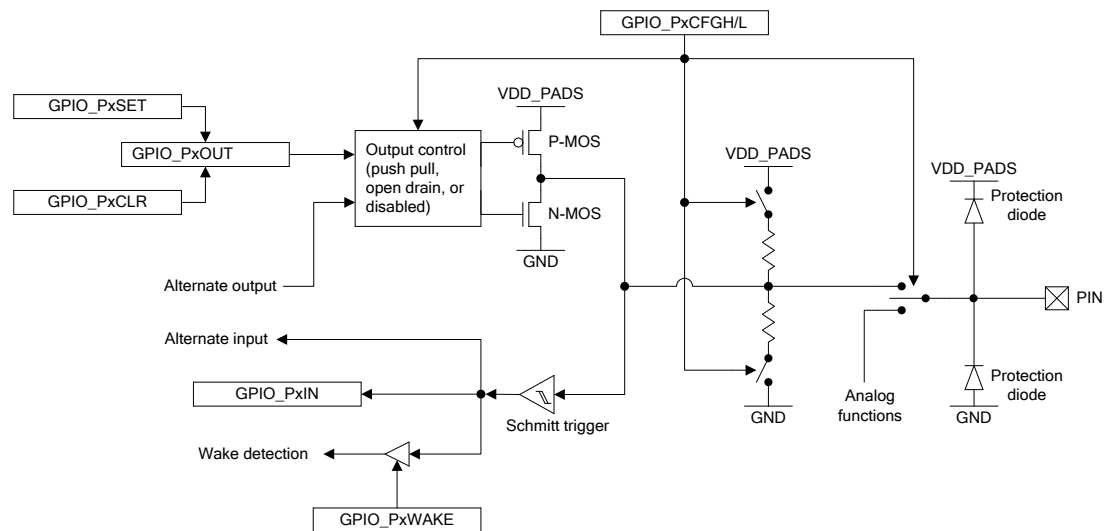 GPIO_PxCFGH/L
GPIO_PxSET
GPIO_PxOUT
GPIO_PxCLR
Output control
(push pull,
open drain, or
disabled)
VDD_PADS
P-MOS
N-MOS
GND
VDD_PADS
VDD_PADS
Protection
diode
Alternate output
PIN
Alternate input
GPIO_PxIN
Schmitt trigger
GND
Analog
functions
Protection
diode
GND
Wake detection
GPIO_PxWAKE